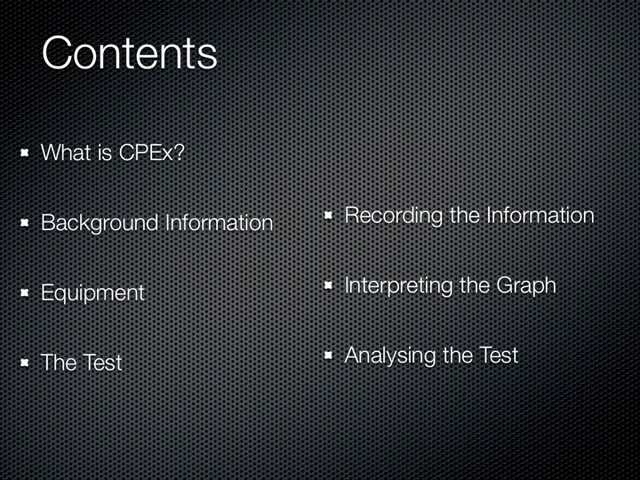 Contents
What is CPEx?
Background Information
Equipment
The Test
Recording the Information
Interpreting the Graph
Analysing the Test